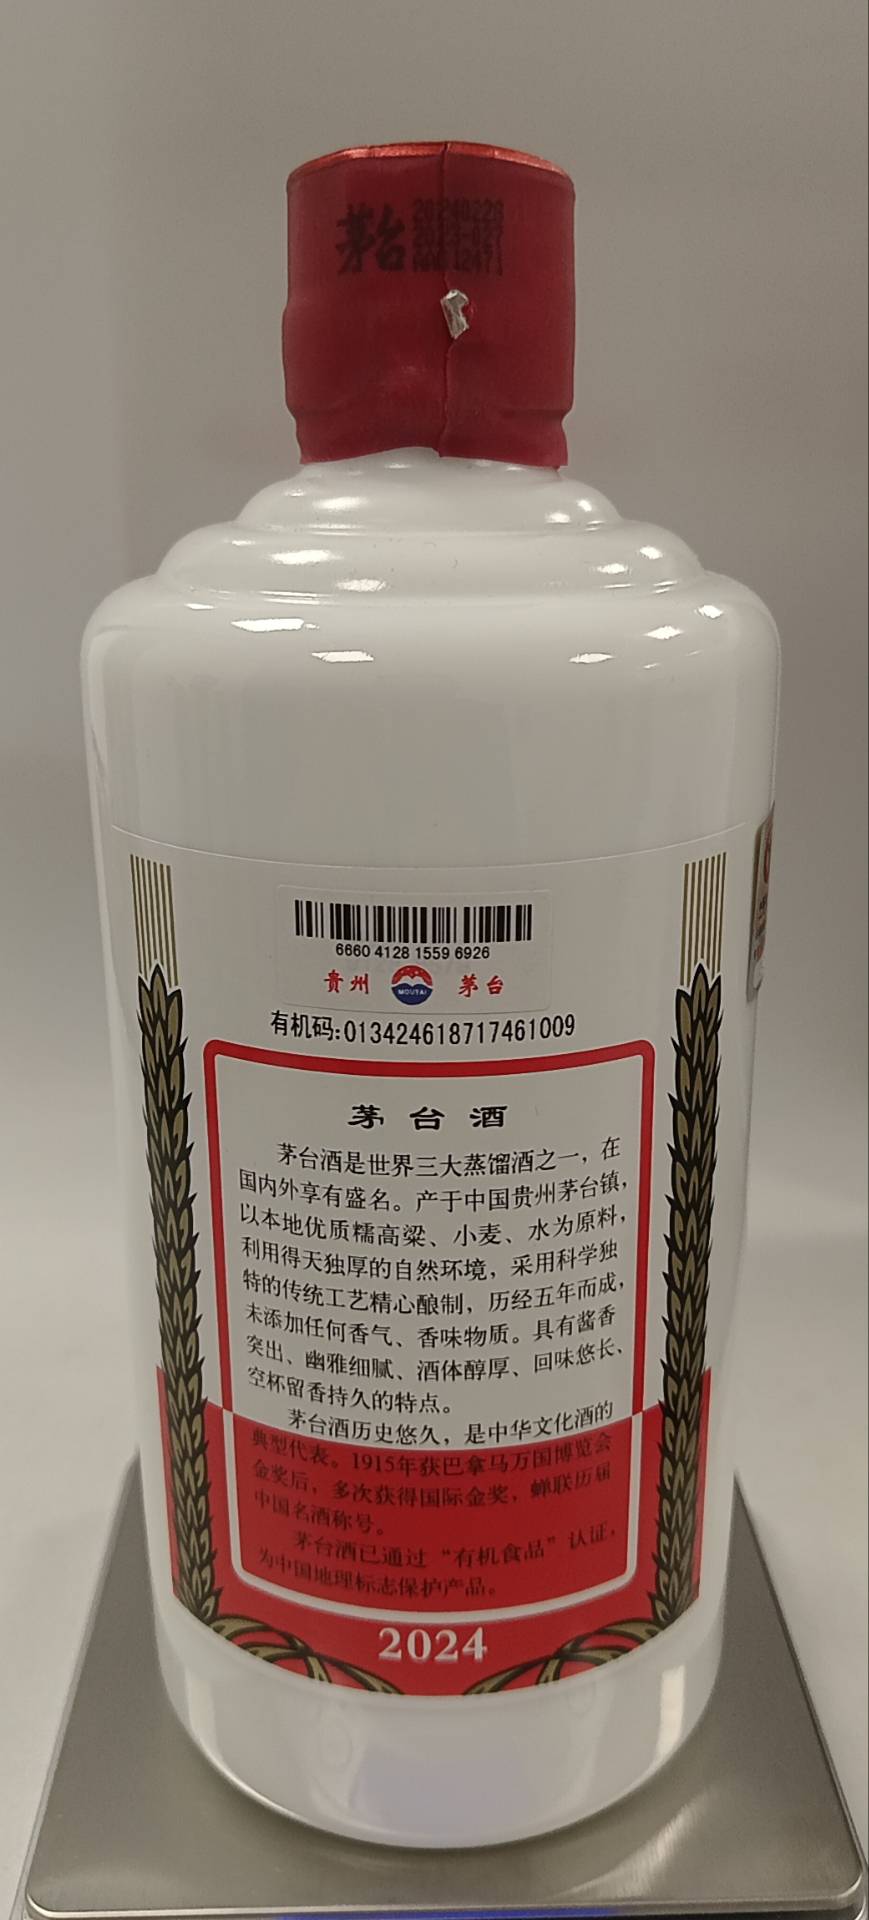 茅台
20240228
2023-027
6660 4128 1559 6926
贵州 MOUTAI 茅台
有机码:013424618717461009
茅台酒
茅台酒是世界三大蒸馏酒之一，在
国内外享有盛名。产于中国贵州茅台镇，
以本地优质糯高粱、小麦、水为原料，
利用得天独厚的自然环境，采用科学独
特的传统工艺精心酿制，历经五年而成，
未添加任何香气、香味物质。具有酱香
突出、幽雅细腻、酒体醇厚、回味悠长、
空杯留香持久的特点。
茅台酒历史悠久，是中华文化酒的
典型代表。1915年获巴拿马万国博览会
金奖后，多次获得国际金奖，蝉联历届
中国名酒称号。
茅台酒已通过“有机食品”认证，
为中国地理标志保护产品。
2024